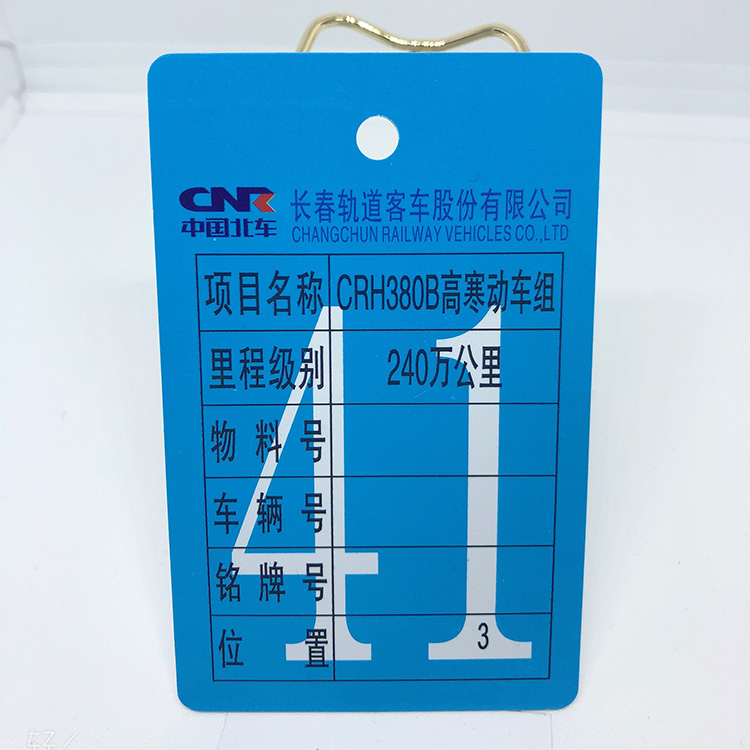 CNR
中国北车
长春轨道客车股份有限公司
CHANGCHUN RAILWAY VEHICLES CO.,LTD
项目名称 CRH380B高寒动车组
里程级别 240万公里
物料号
车辆号
铭牌号
位置 3
41